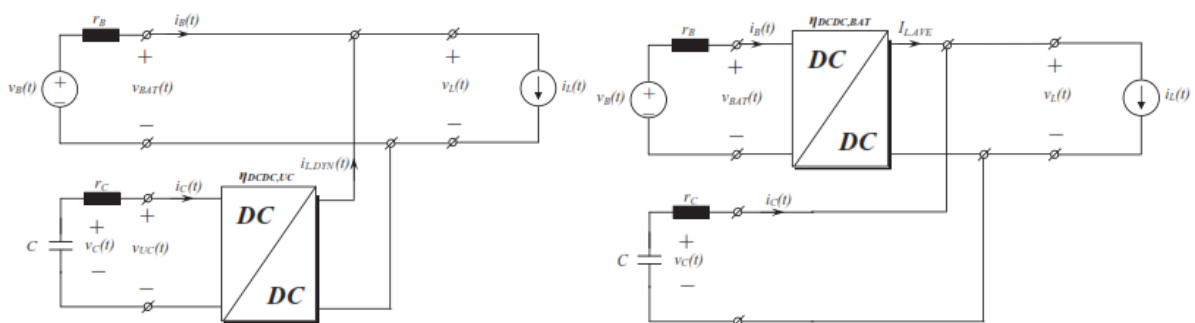 r_B i_B(t)
+ + +
v_B(t) v_BAT(t) v_L(t) i_L(t)
− − −
η_DCDC,UC i_L,DYN(t)
r_C i_C(t)
DC
+ +
C v_C(t) v_UC(t)
− −
DC
η_DCDC,BAT
r_B i_B(t) DC I_L,AVE
+ + +
v_B(t) v_BAT(t) v_L(t) i_L(t)
− − −
DC
r_C i_C(t)
+
C v_C(t)
−